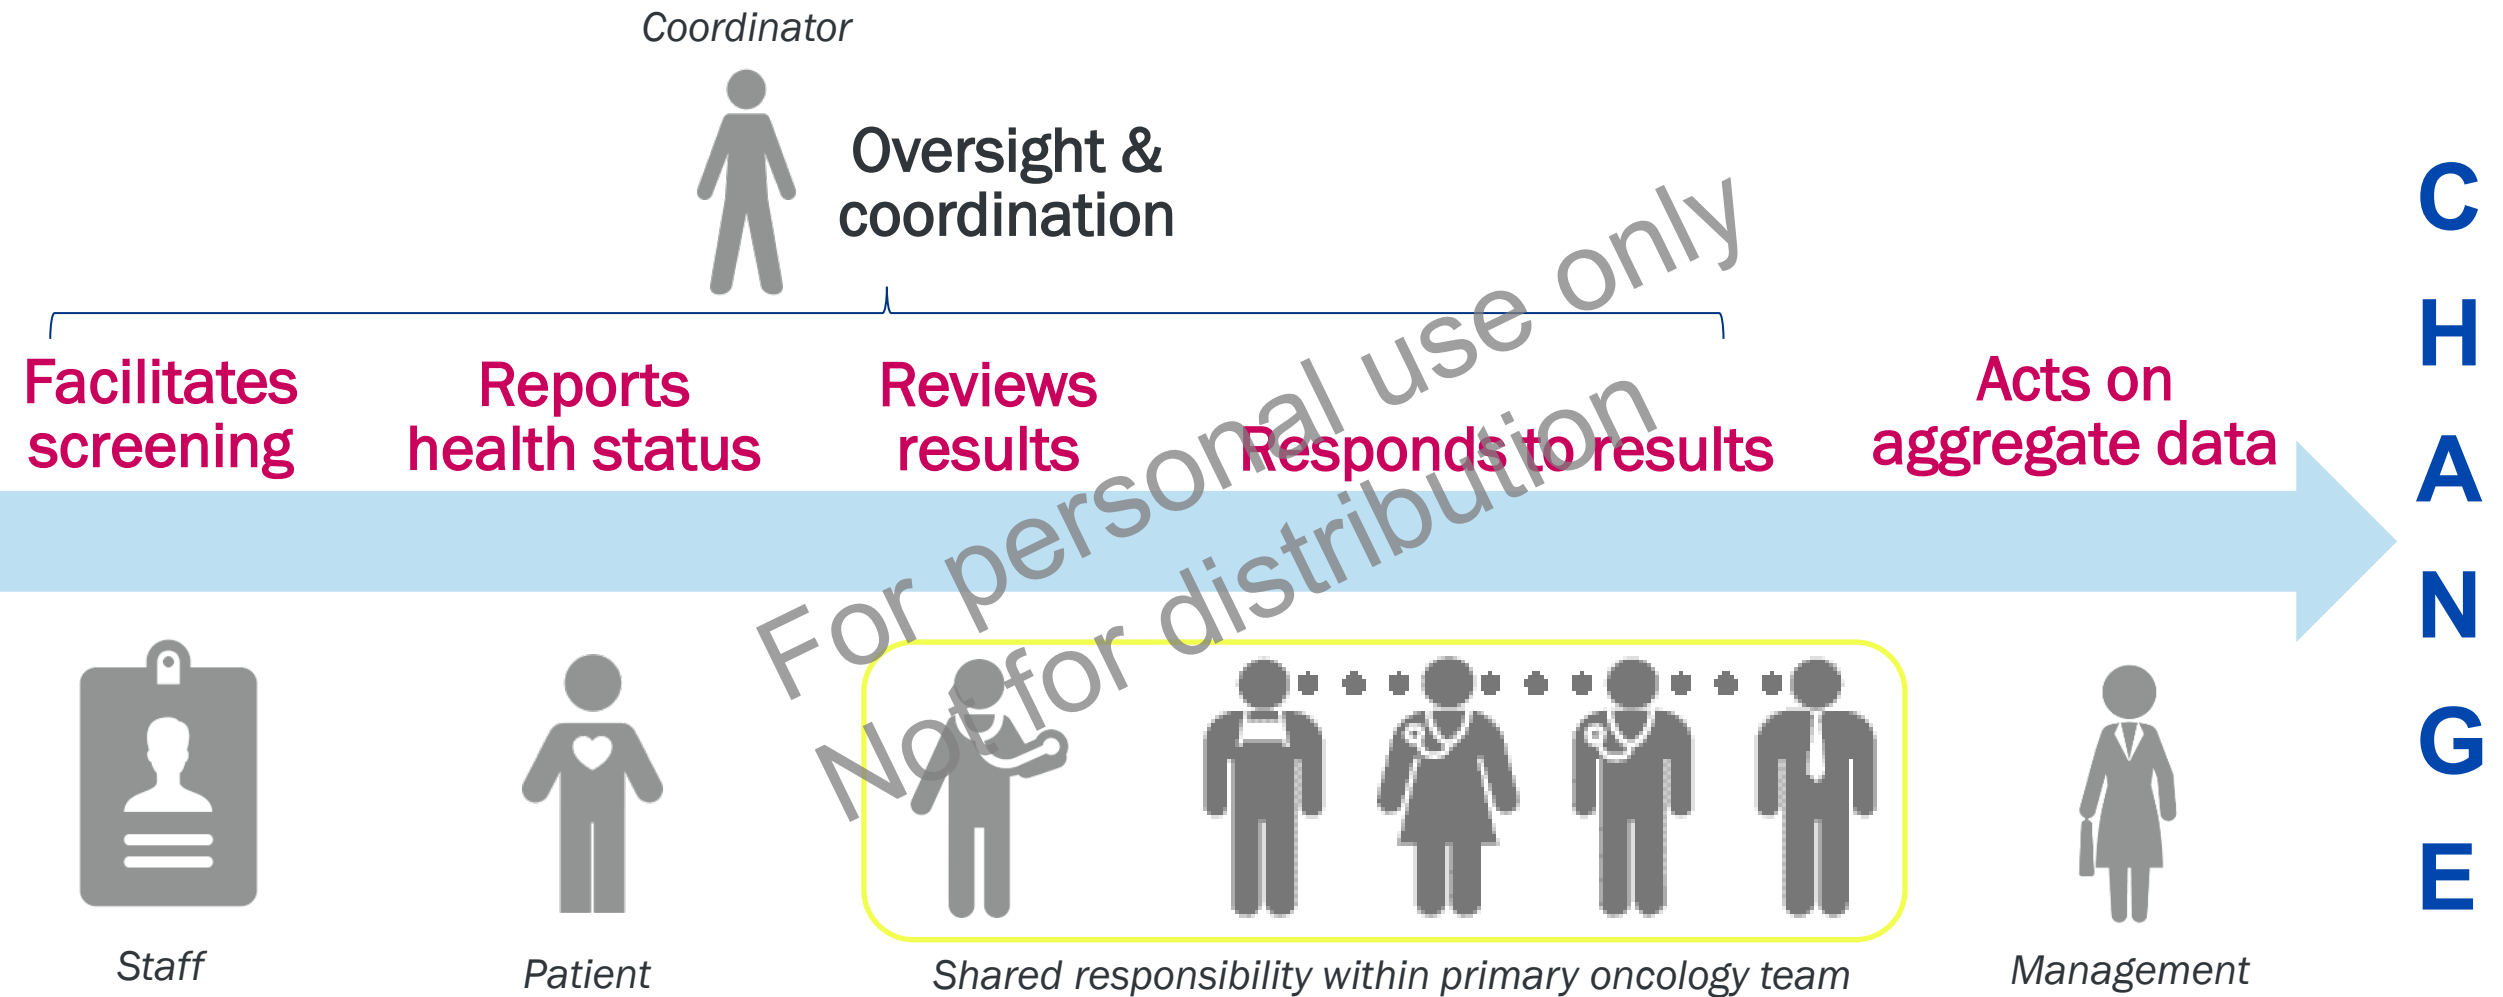 Coordinator
Oversight &
coordination
Facilitates
screening
Reports
health status
Reviews
results
Responds to results
Acts on
aggregate data
C
H
A
N
G
E
For personal use only
Not for distribution
Staff
Patient
Shared responsibility within primary oncology team
Management